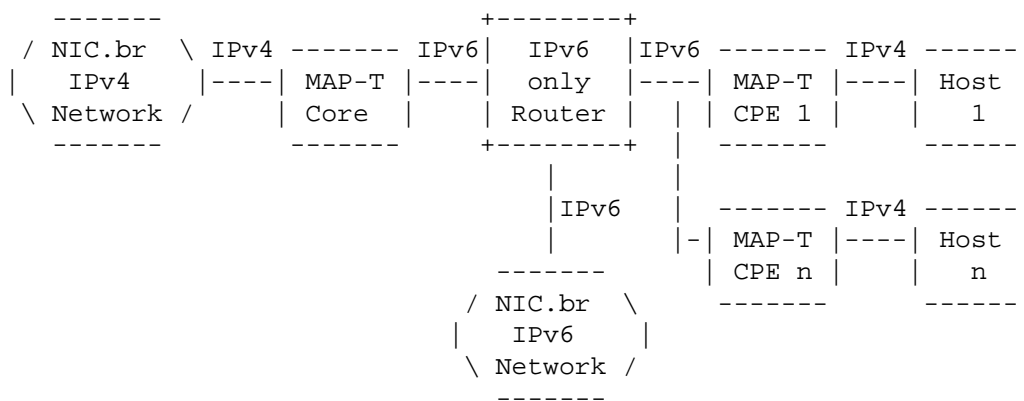 -------                     +--------+
/ NIC.br  \ IPv4 ------- IPv6|  IPv6  |IPv6 ------- IPv4 ------
|   IPv4    |----| MAP-T |----|  only  |----| MAP-T |----| Host
\ Network /      | Core  |    | Router |  | | CPE 1 |    |  1
-------        -------     +--------+  |  -------      ------
|       |
|IPv6   |  ------- IPv4 ------
|       |-| MAP-T |----| Host
-------     | CPE n |    |  n
/ NIC.br  \    -------      ------
|   IPv6    |
\ Network /
-------